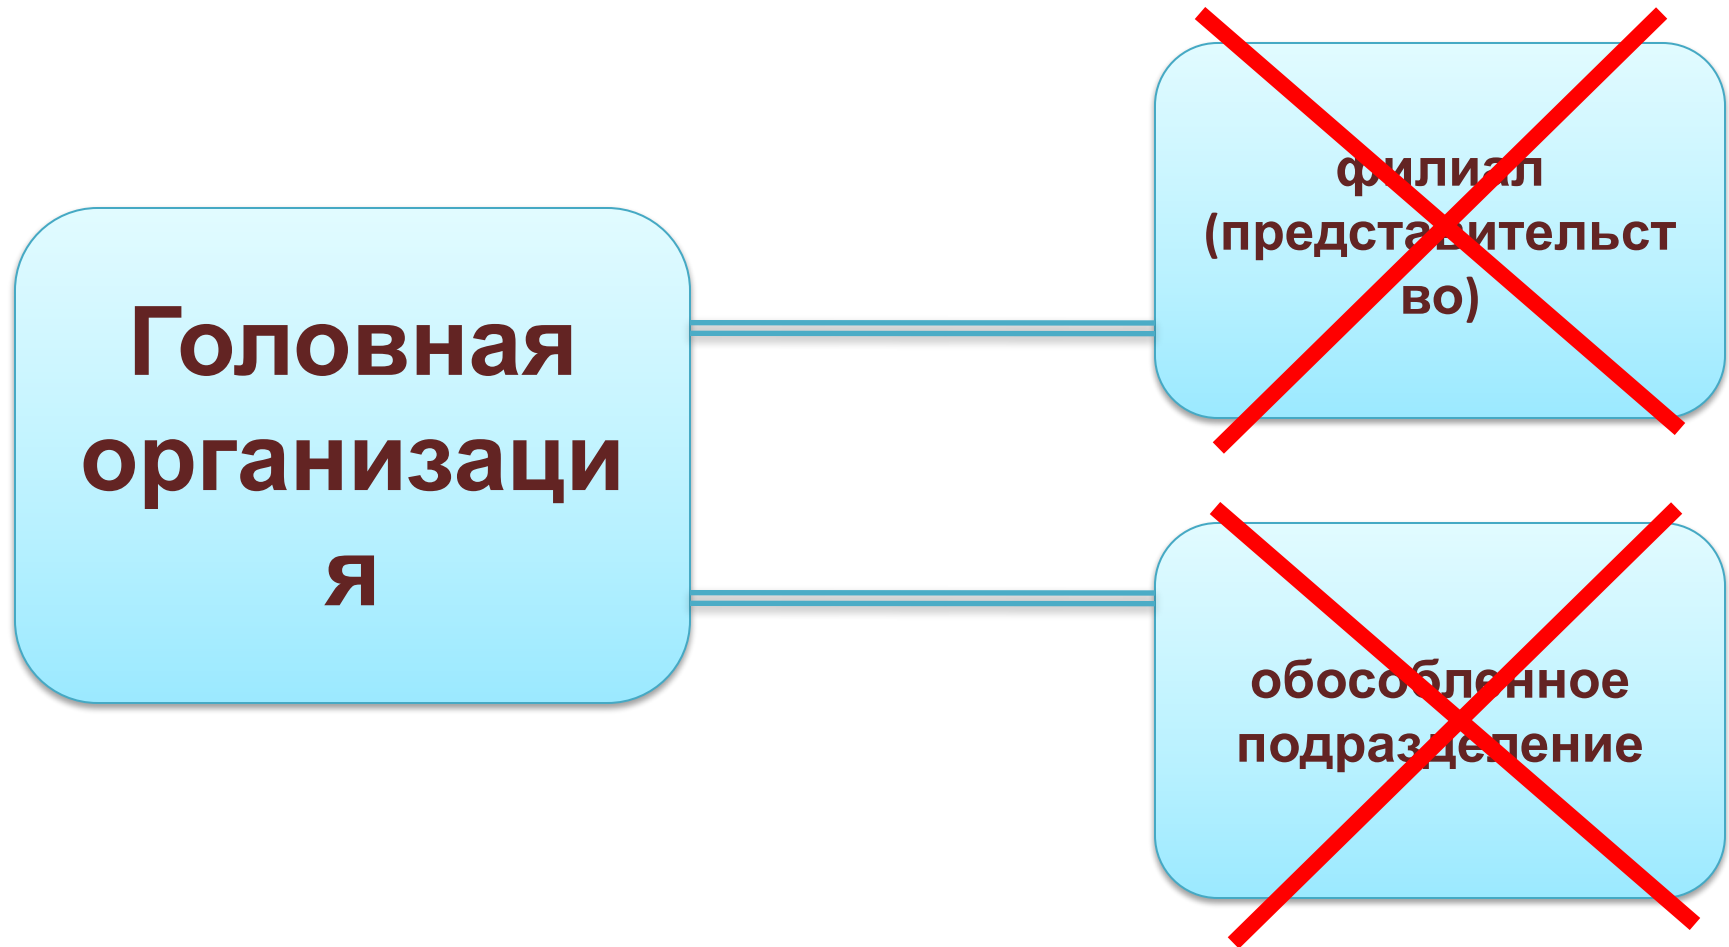 Головная
организаци
я
филиал
(представительст
во)
обособленное
подразделение